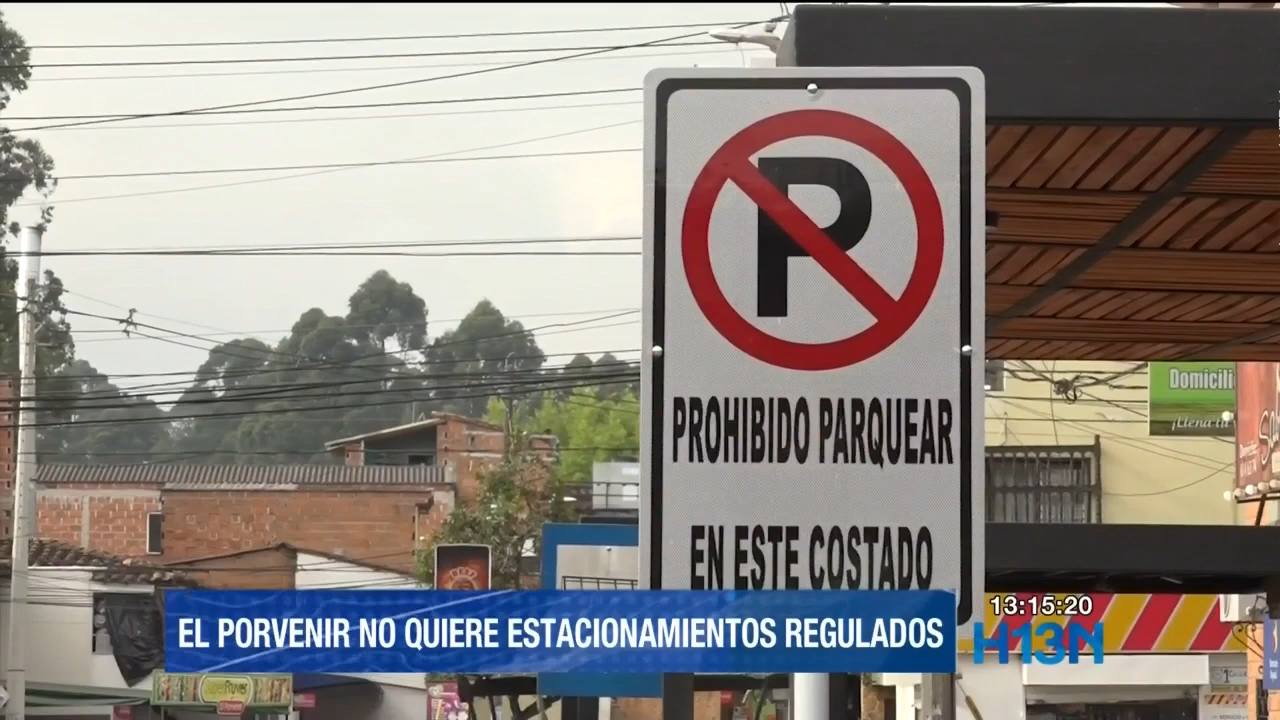 P
PROHIBIDO PARQUEAR
EN ESTE COSTADO
Domicili
¡Llena tu
EL PORVENIR NO QUIERE ESTACIONAMIENTOS REGULADOS
13:15:20
H13N